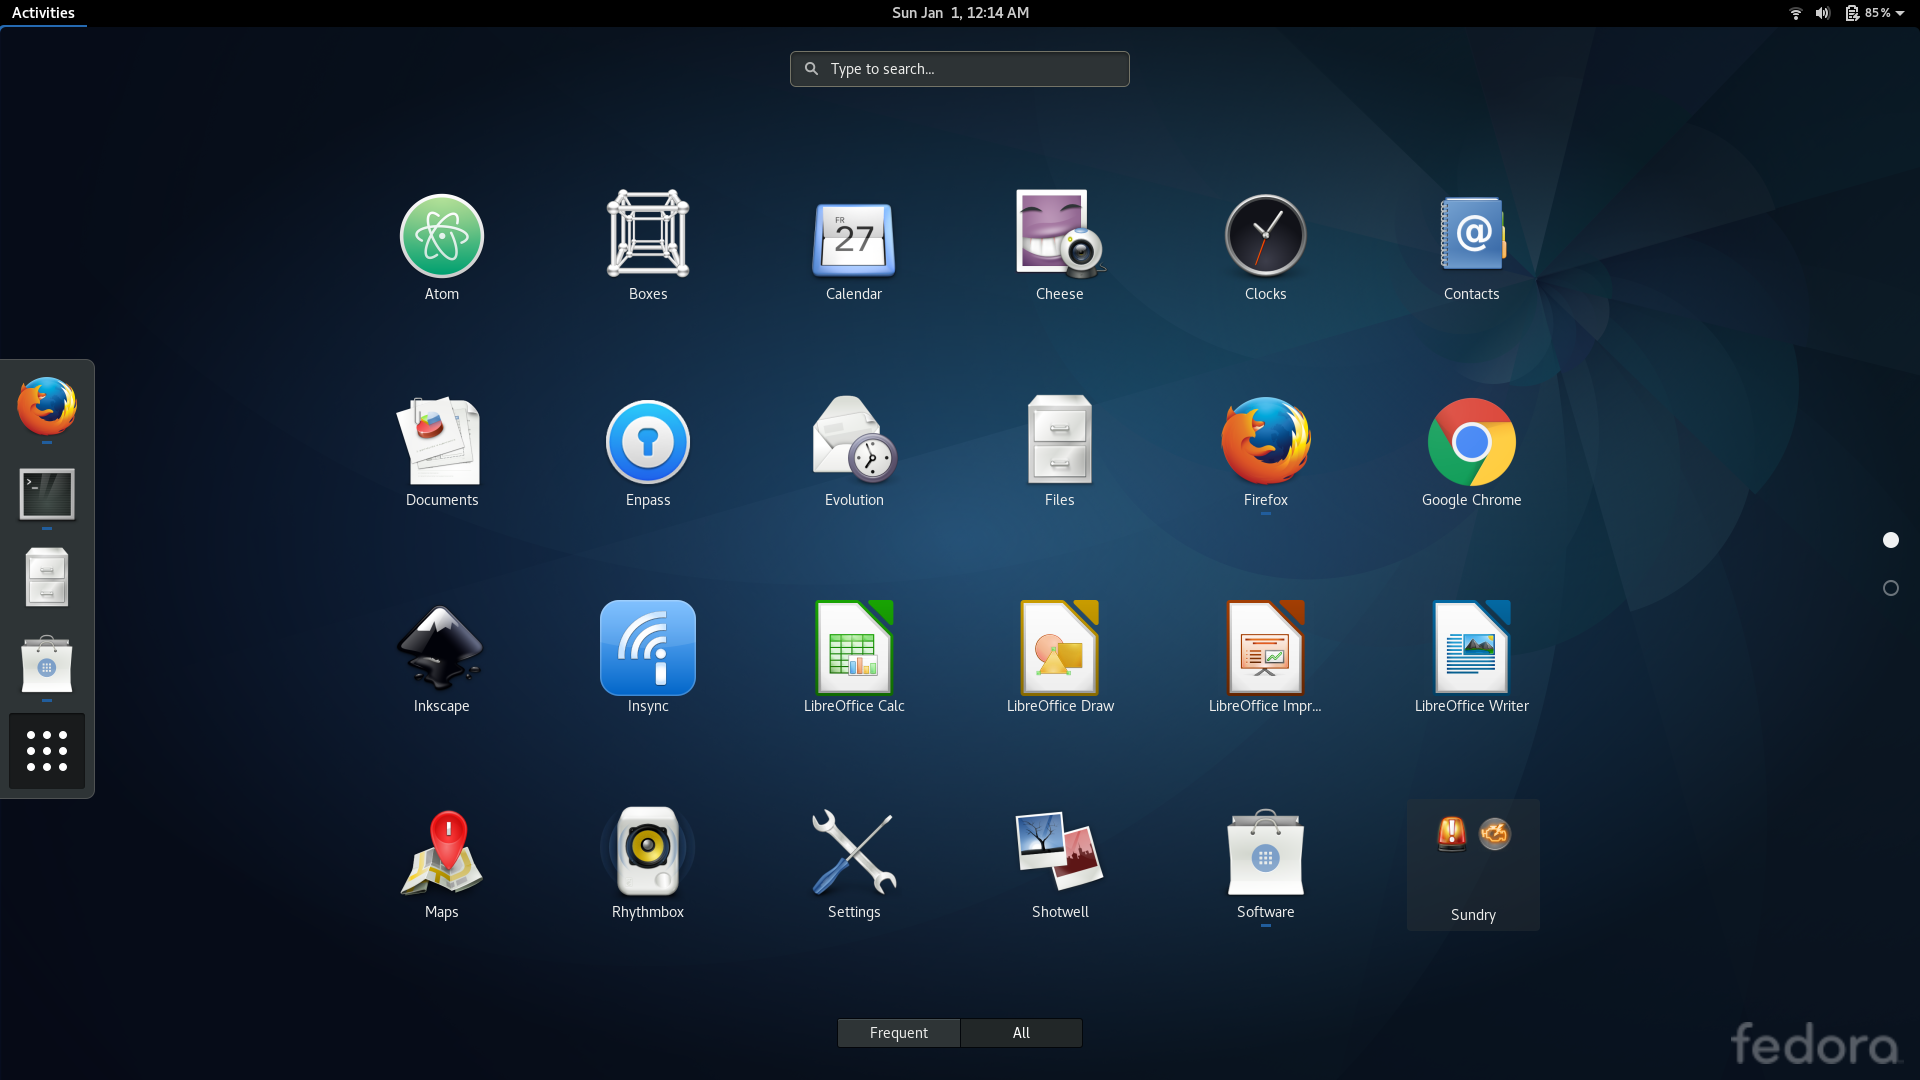 Activities
Sun Jan 1, 12:14 AM
85%
Type to search...
FR
27
@
Atom
Boxes
Calendar
Cheese
Clocks
Contacts
>_
Documents
Enpass
Evolution
Files
Firefox
Google Chrome
Inkscape
Insync
LibreOffice Calc
LibreOffice Draw
LibreOffice Impr...
LibreOffice Writer
Maps
Rhythmbox
Settings
Shotwell
Software
Sundry
Frequent
All
fedora